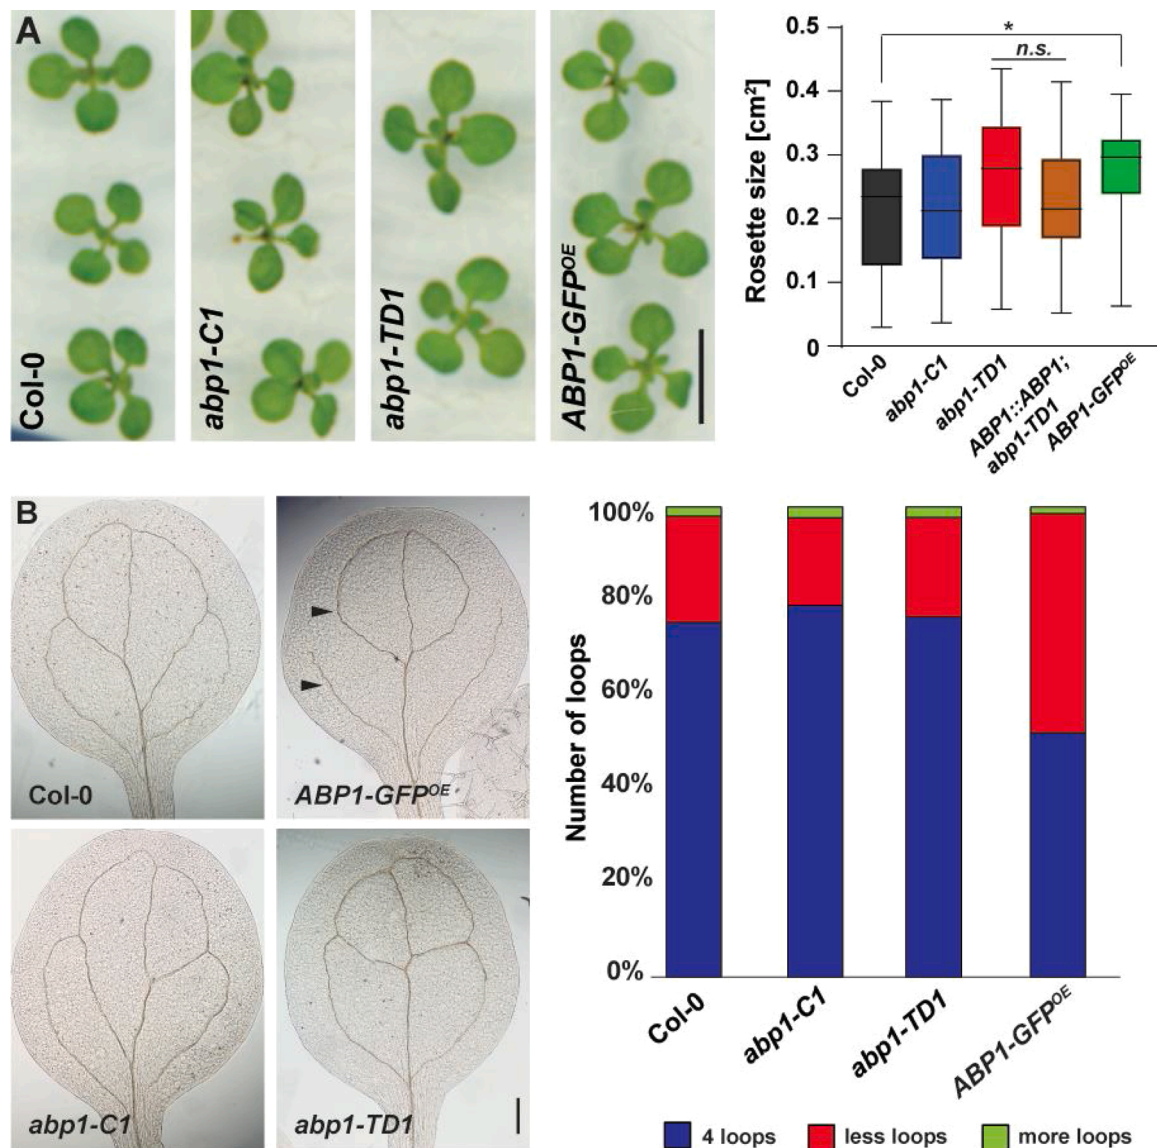 A
Col-0
abp1-C1
abp1-TD1
ABP1-GFPOE
Rosette size [cm2]
0.5
0.4
0.3
0.2
0.1
0
*
n.s.
Col-0
abp1-C1
abp1-TD1
ABP1::ABP1;
abp1-TD1
ABP1-GFPOE
B
Col-0
ABP1-GFPOE
abp1-C1
abp1-TD1
Number of loops
100%
80%
60%
40%
20%
0%
Col-0
abp1-C1
abp1-TD1
ABP1-GFPOE
4 loops
less loops
more loops